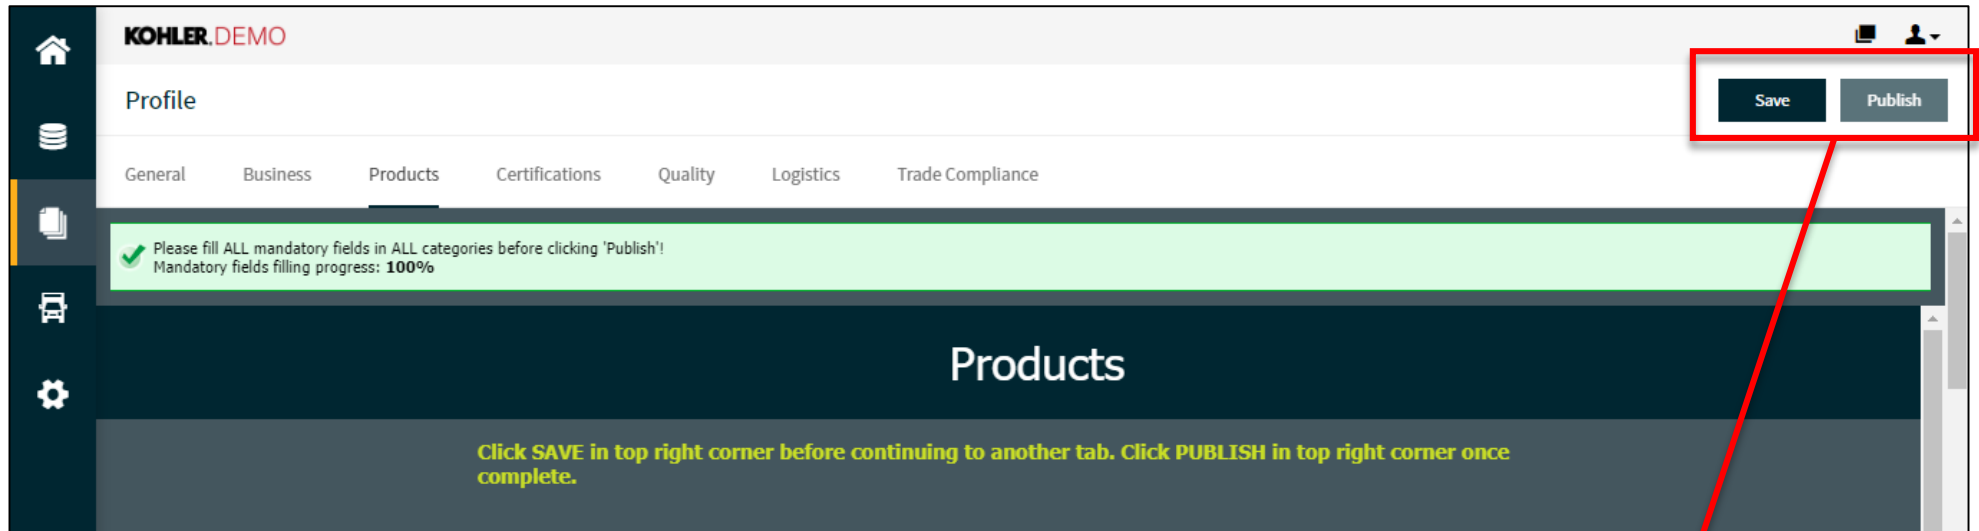 KOHLER.DEMO
Profile
Save
Publish
General
Business
Products
Certifications
Quality
Logistics
Trade Compliance
Please fill ALL mandatory fields in ALL categories before clicking 'Publish'!
Mandatory fields filling progress: 100%
Products
Click SAVE in top right corner before continuing to another tab. Click PUBLISH in top right corner once
complete.